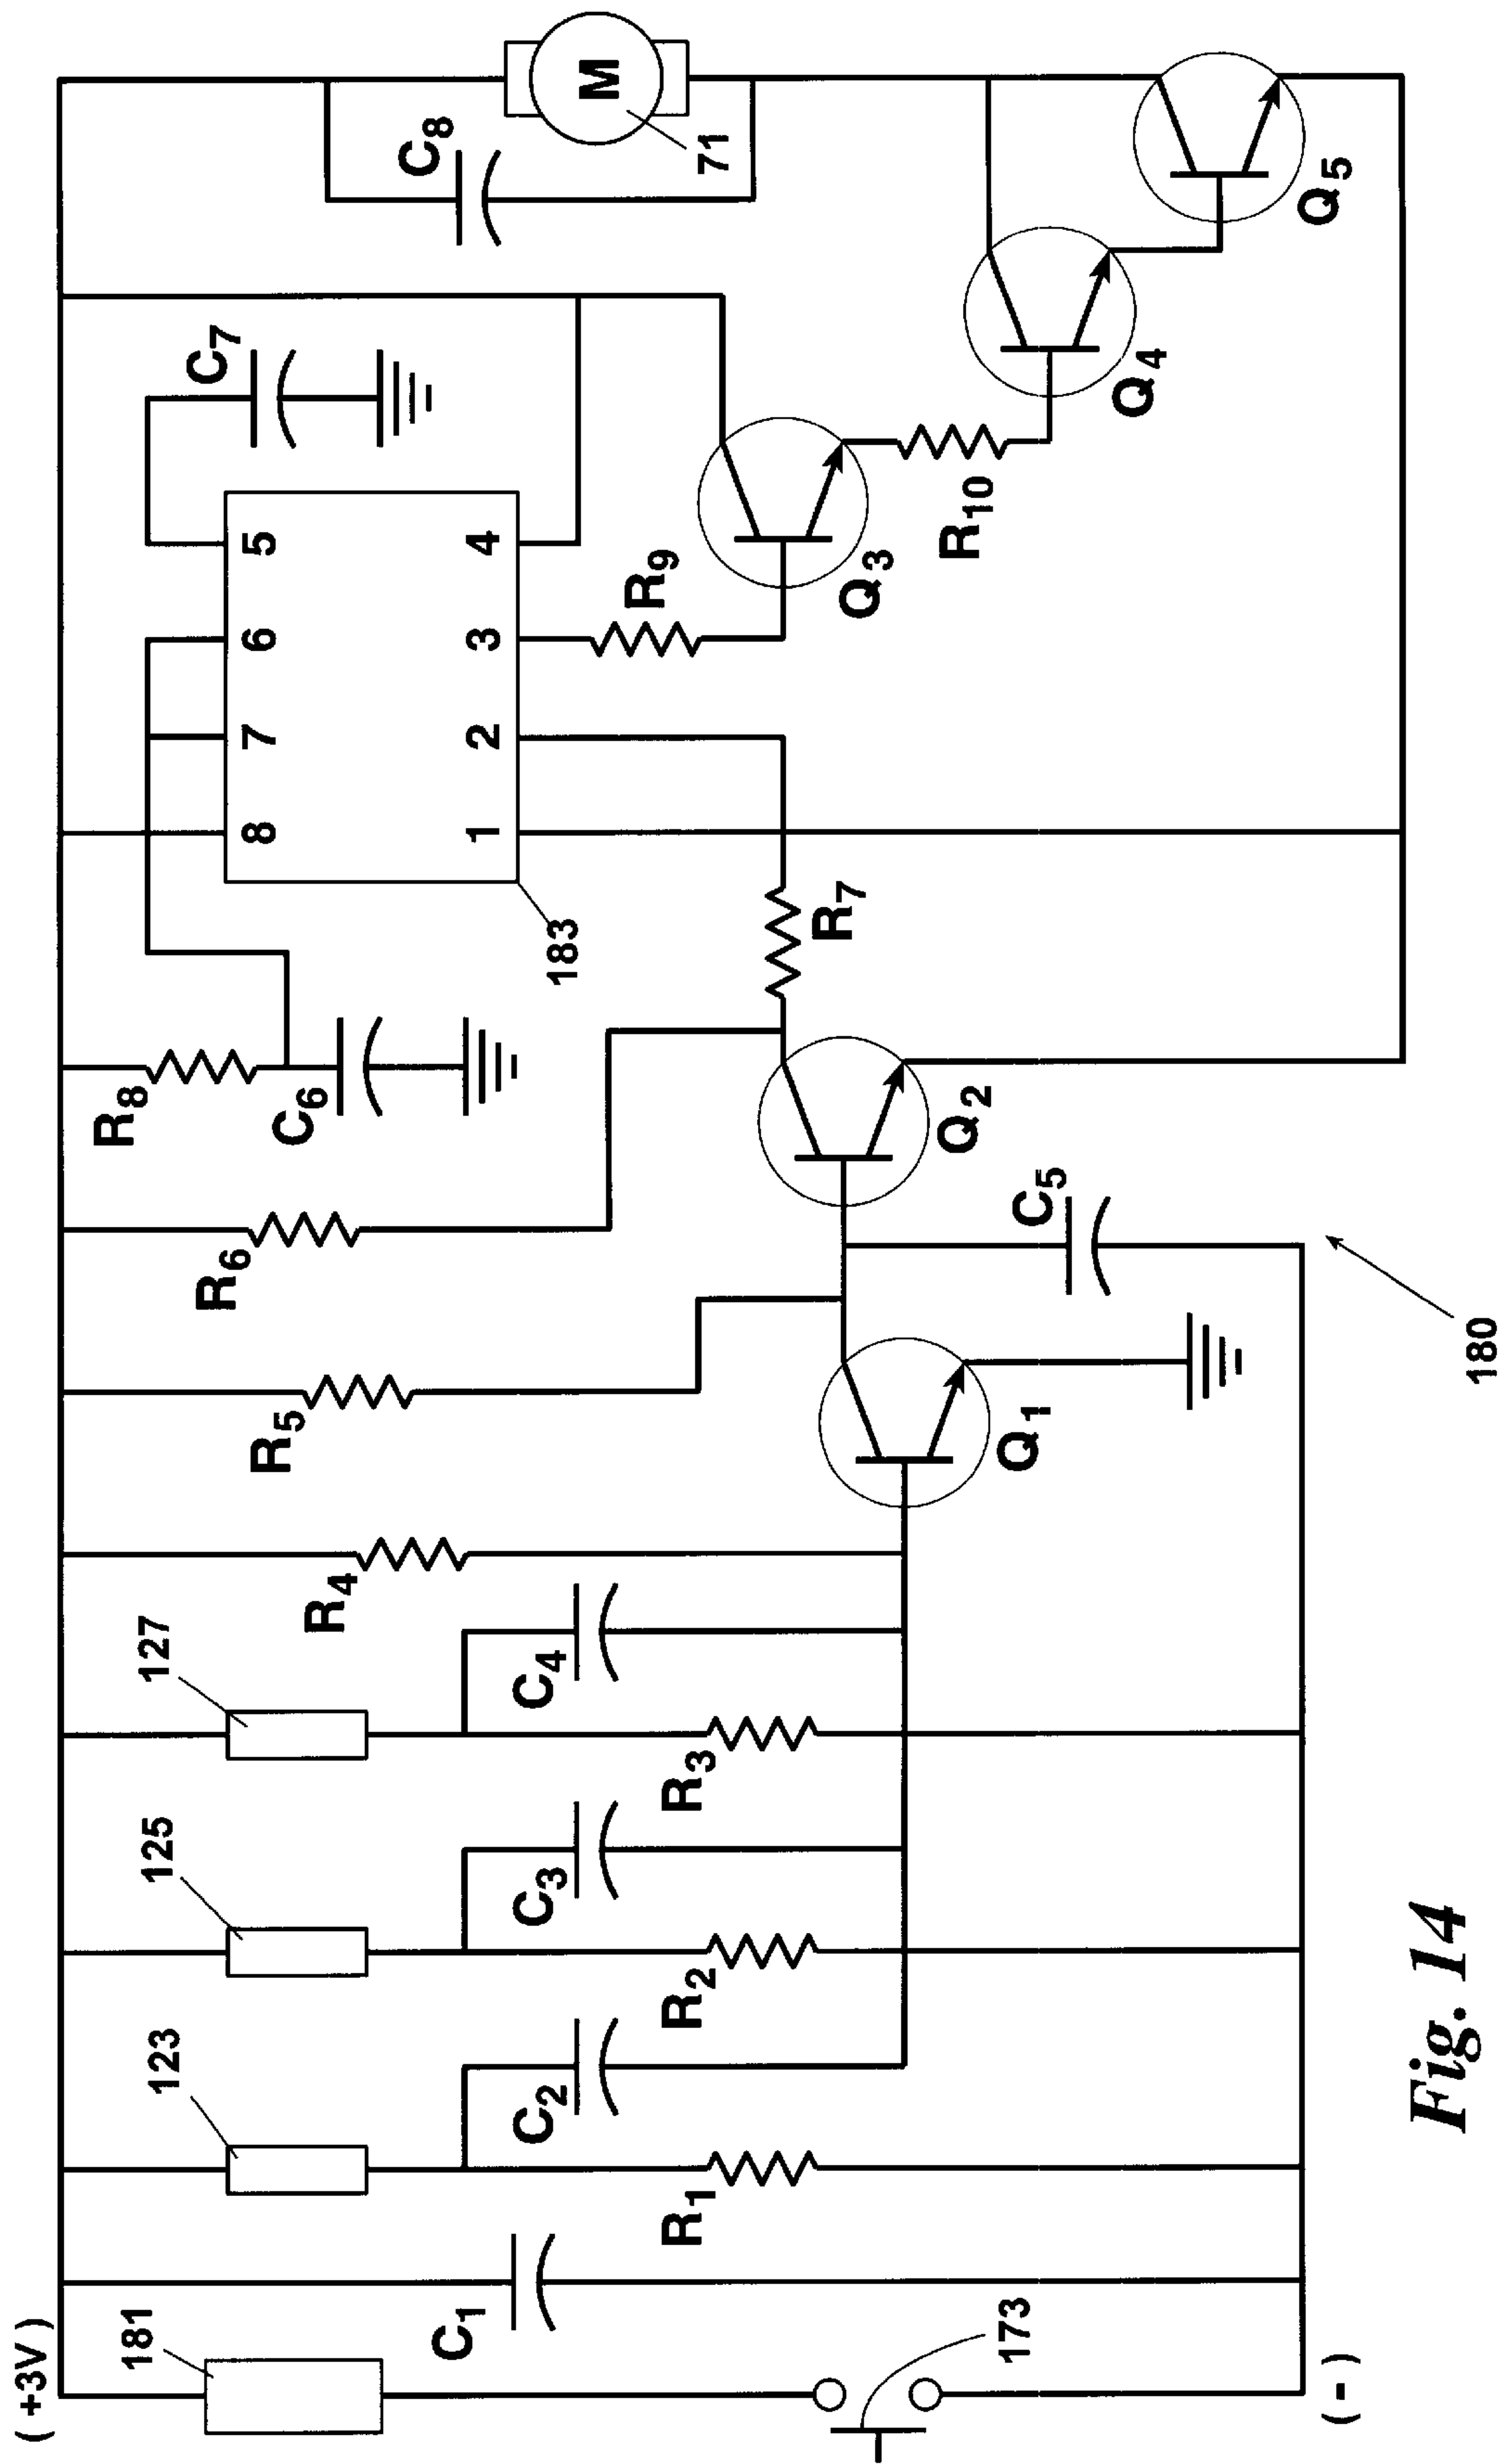 (+3V)
181
123
125
127
R8
C7
C8
M
71
R6
R5
R4
C6
8 7 6 5
1 2 3 4
183
R9
C1
C2
C3
C4
R1
R2
R3
R7
Q3
R10
Q4
Q5
Q2
Q1
C5
173
(-)
180
Fig. 14